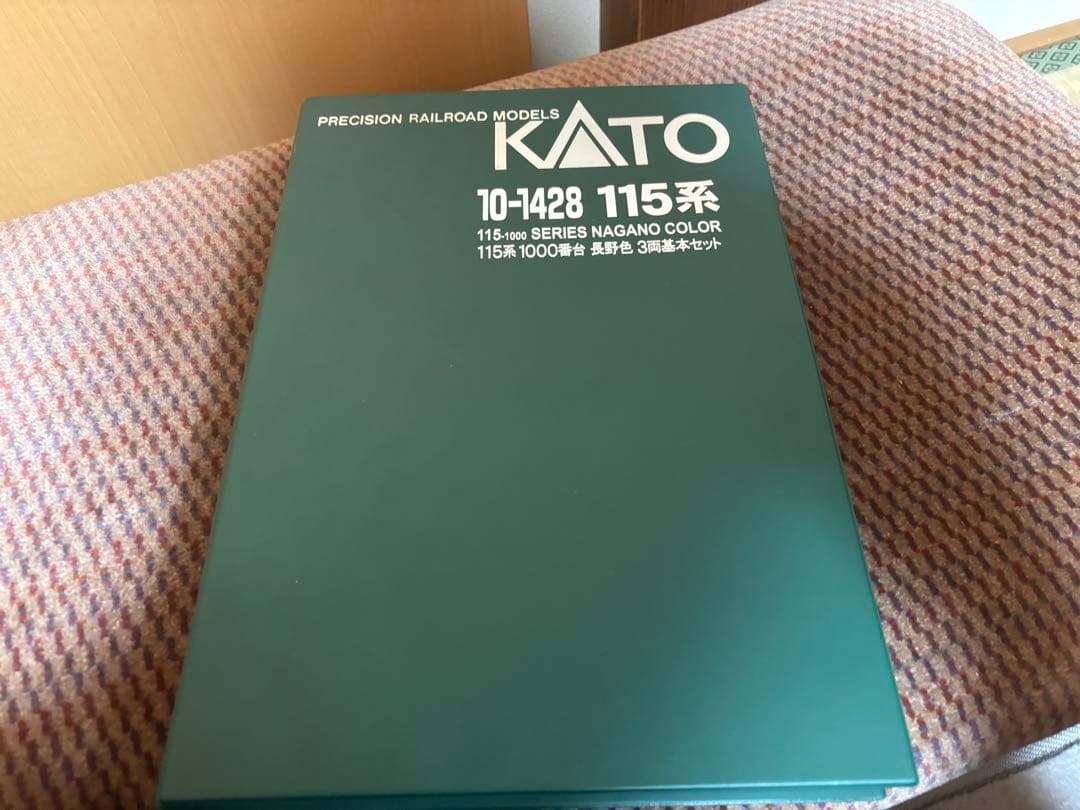 PRECISION RAILROAD MODELS
KATO
10-1428 115系
115-1000 SERIES NAGANO COLOR
115系1000番台 長野色 3両基本セット